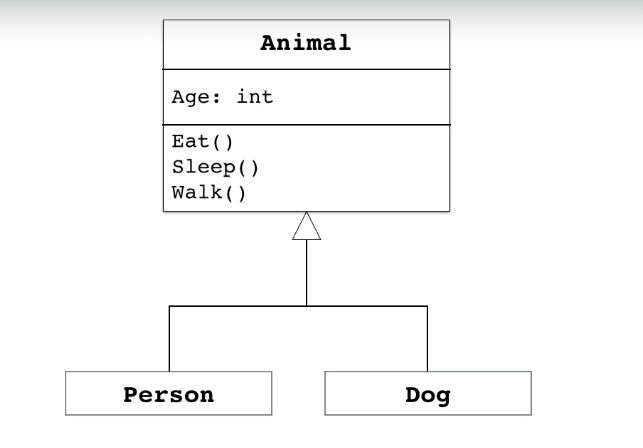 Animal
Age: int
Eat()
Sleep()
Walk()
Person
Dog